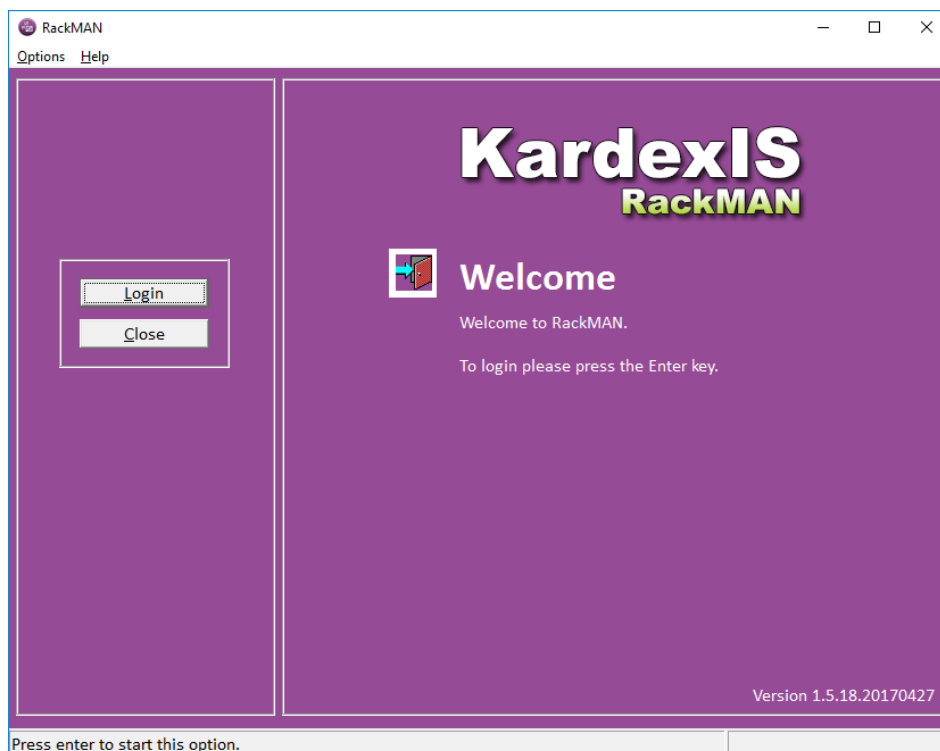 RackMAN
Options Help
KardexIS
RackMAN
Login
Close
Welcome
Welcome to RackMAN.
To login please press the Enter key.
Version 1.5.18.20170427
Press enter to start this option.